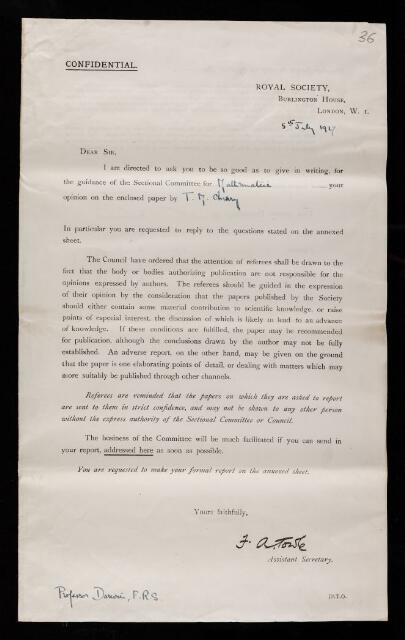 36
CONFIDENTIAL.
ROYAL SOCIETY,
BURLINGTON HOUSE,
LONDON, W. 1.
5th July 1927
DEAR SIR,
I am directed to ask you to be so good as to give in writing, for
the guidance of the Sectional Committee for Mathematics your
opinion on the enclosed paper by T. M. Cherry
In particular you are requested to reply to the questions stated on the annexed
sheet.
The Council have ordered that the attention of referees shall be drawn to the
fact that the body or bodies authorizing publication are not responsible for the
opinions expressed by authors. The referees should be guided in the expression
of their opinion by the consideration that the papers published by the Society
should either contain some material contribution to scientific knowledge, or raise
points of especial interest, the discussion of which is likely to lead to an advance
of knowledge. If these conditions are fulfilled, the paper may be recommended
for publication, although the conclusions drawn by the author may not be fully
established. An adverse report, on the other hand, may be given on the ground
that the paper is one elaborating points of detail, or dealing with matters which may
more suitably be published through other channels.
Referees are reminded that the papers on which they are asked to report
are sent to them in strict confidence, and may not be shown to any other person
without the express authority of the Sectional Committee or Council.
The business of the Committee will be much facilitated if you can send in
your report, addressed here as soon as possible.
You are requested to make your formal report on the annexed sheet.
Yours faithfully,
F. A. Towle
Assistant Secretary.
Professor Darwin, F.R.S.
P.T.O.